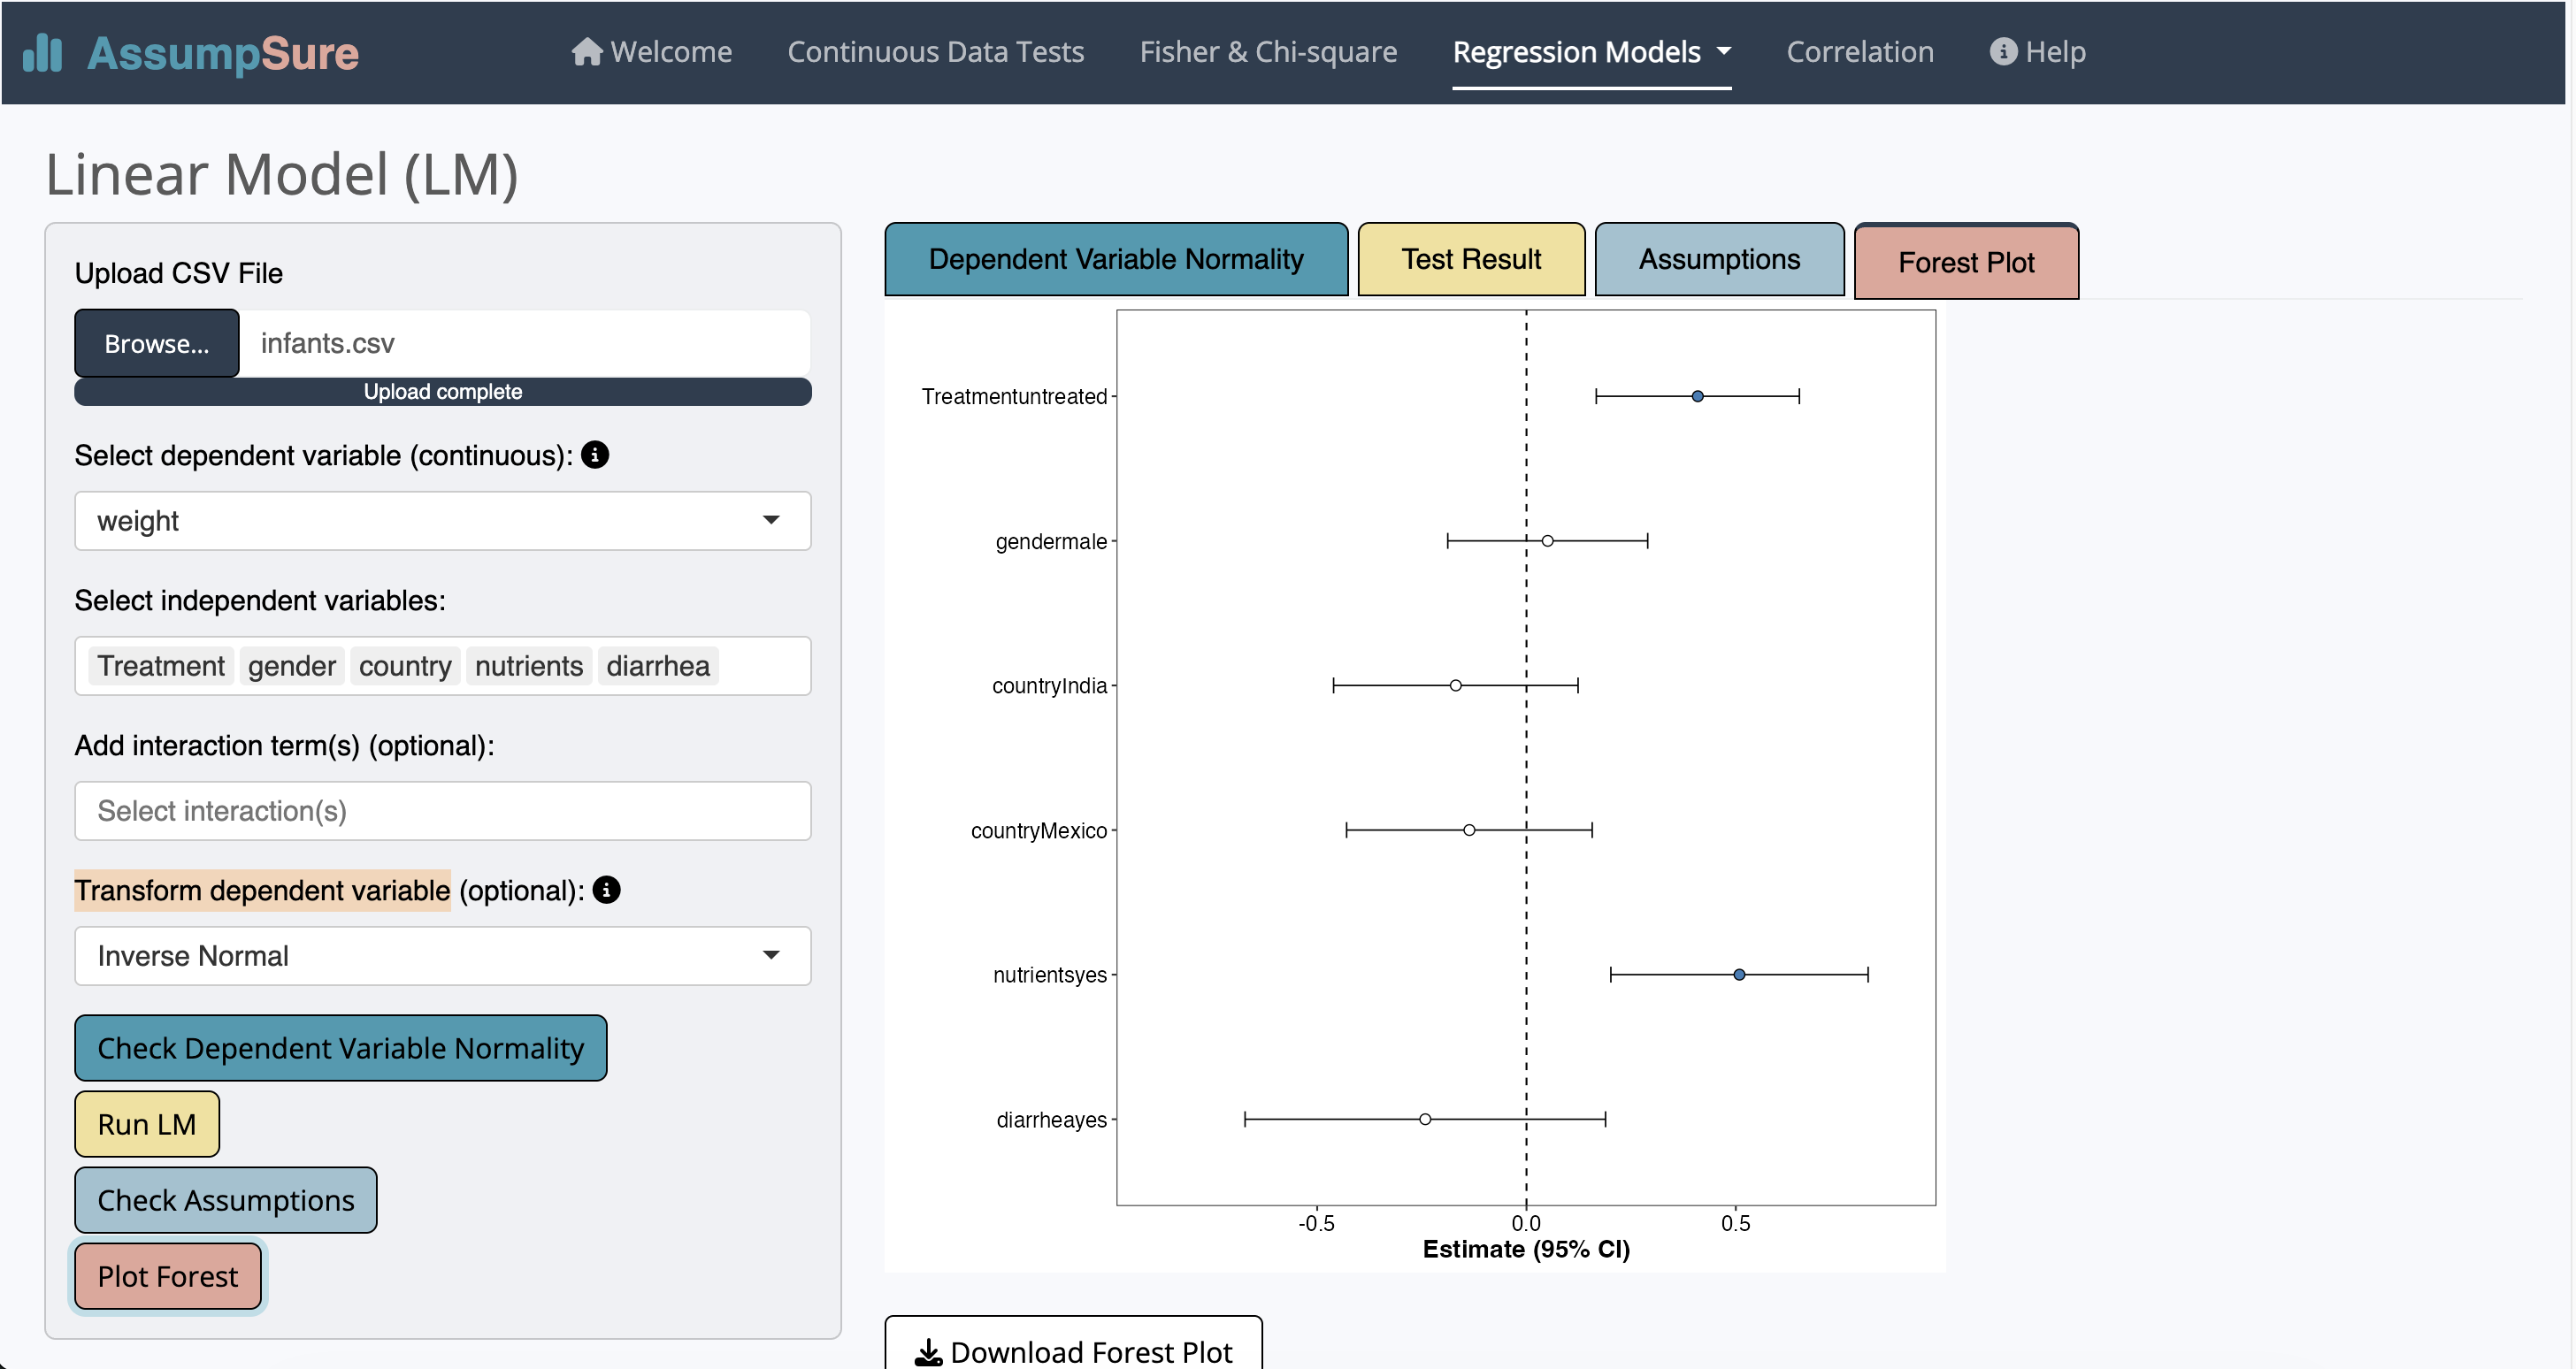 AssumpSure Welcome Continuous Data Tests Fisher & Chi-square Regression Models Correlation Help
Linear Model (LM)
Upload CSV File
Browse... infants.csv
Upload complete
Select dependent variable (continuous):
weight
Select independent variables:
Treatment gender country nutrients diarrhea
Add interaction term(s) (optional):
Select interaction(s)
Transform dependent variable (optional):
Inverse Normal
Check Dependent Variable Normality
Run LM
Check Assumptions
Plot Forest
Dependent Variable Normality Test Result Assumptions Forest Plot
Treatmentuntreated
gendermale
countryIndia
countryMexico
nutrientsyes
diarrheayes
-0.5 0.0 0.5
Estimate (95% CI)
Download Forest Plot